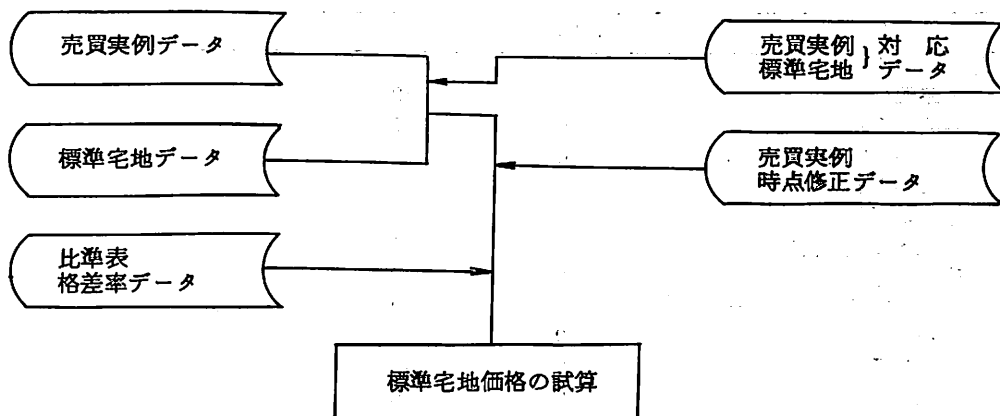 売買実例データ
売買実例
標準宅地
} 対 応
データ
標準宅地データ
売買実例
時点修正データ
比準表
格差率データ
標準宅地価格の試算